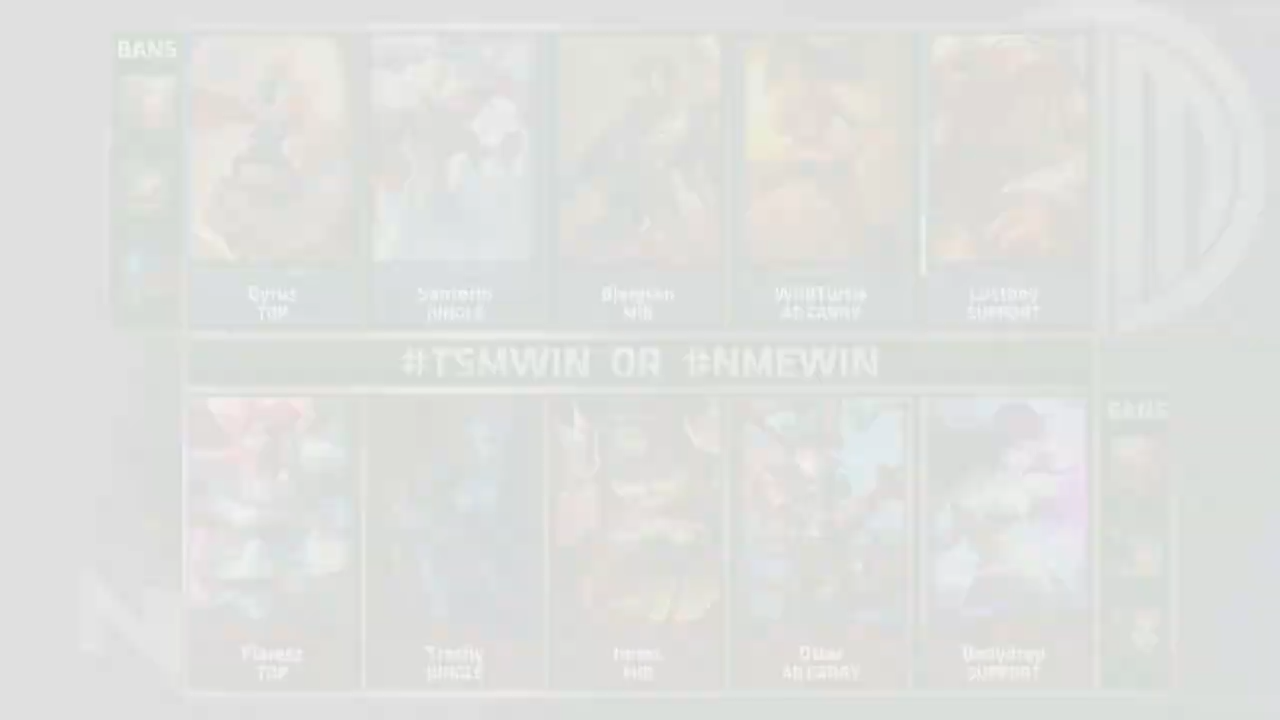 BANS
Dyrus
TOP
Santorin
JUNGLE
Bjergsen
MID
WildTurtle
AD CARRY
Lustboy
SUPPORT
#TSMWIN OR #NMEWIN
BANS
Flaresz
TOP
Trashy
JUNGLE
MID
AD CARRY
Bodydrop
SUPPORT